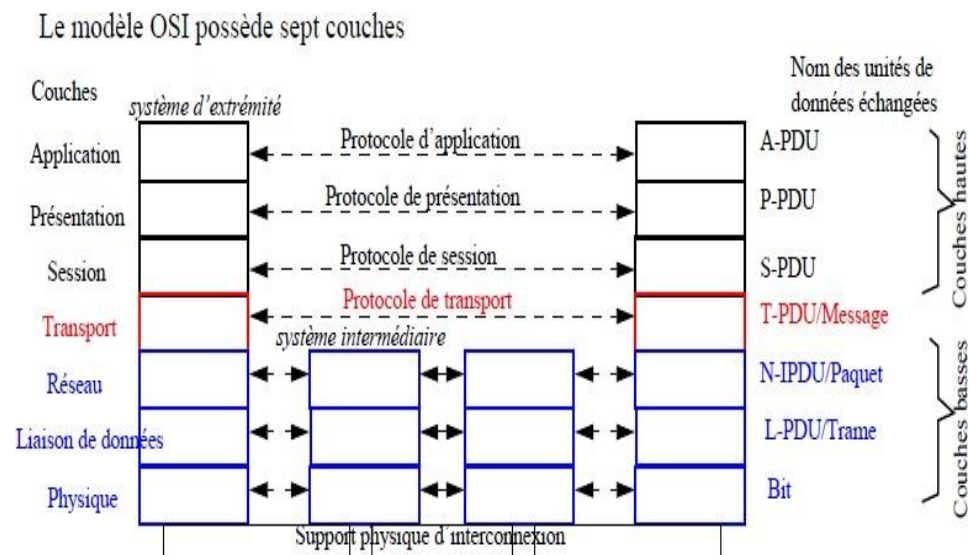 Le modèle OSI possède sept couches
Nom des unités de
données échangées
Couches
système d'extrémité
Application
Protocole d'application
A-PDU
Présentation
Protocole de présentation
P-PDU
Session
Protocole de session
S-PDU
Couches hautes
Transport
Protocole de transport
T-PDU/Message
système intermédiaire
Réseau
N-IPDU/Paquet
Liaison de données
L-PDU/Trame
Physique
Bit
Couches basses
Support physique d'interconnexion